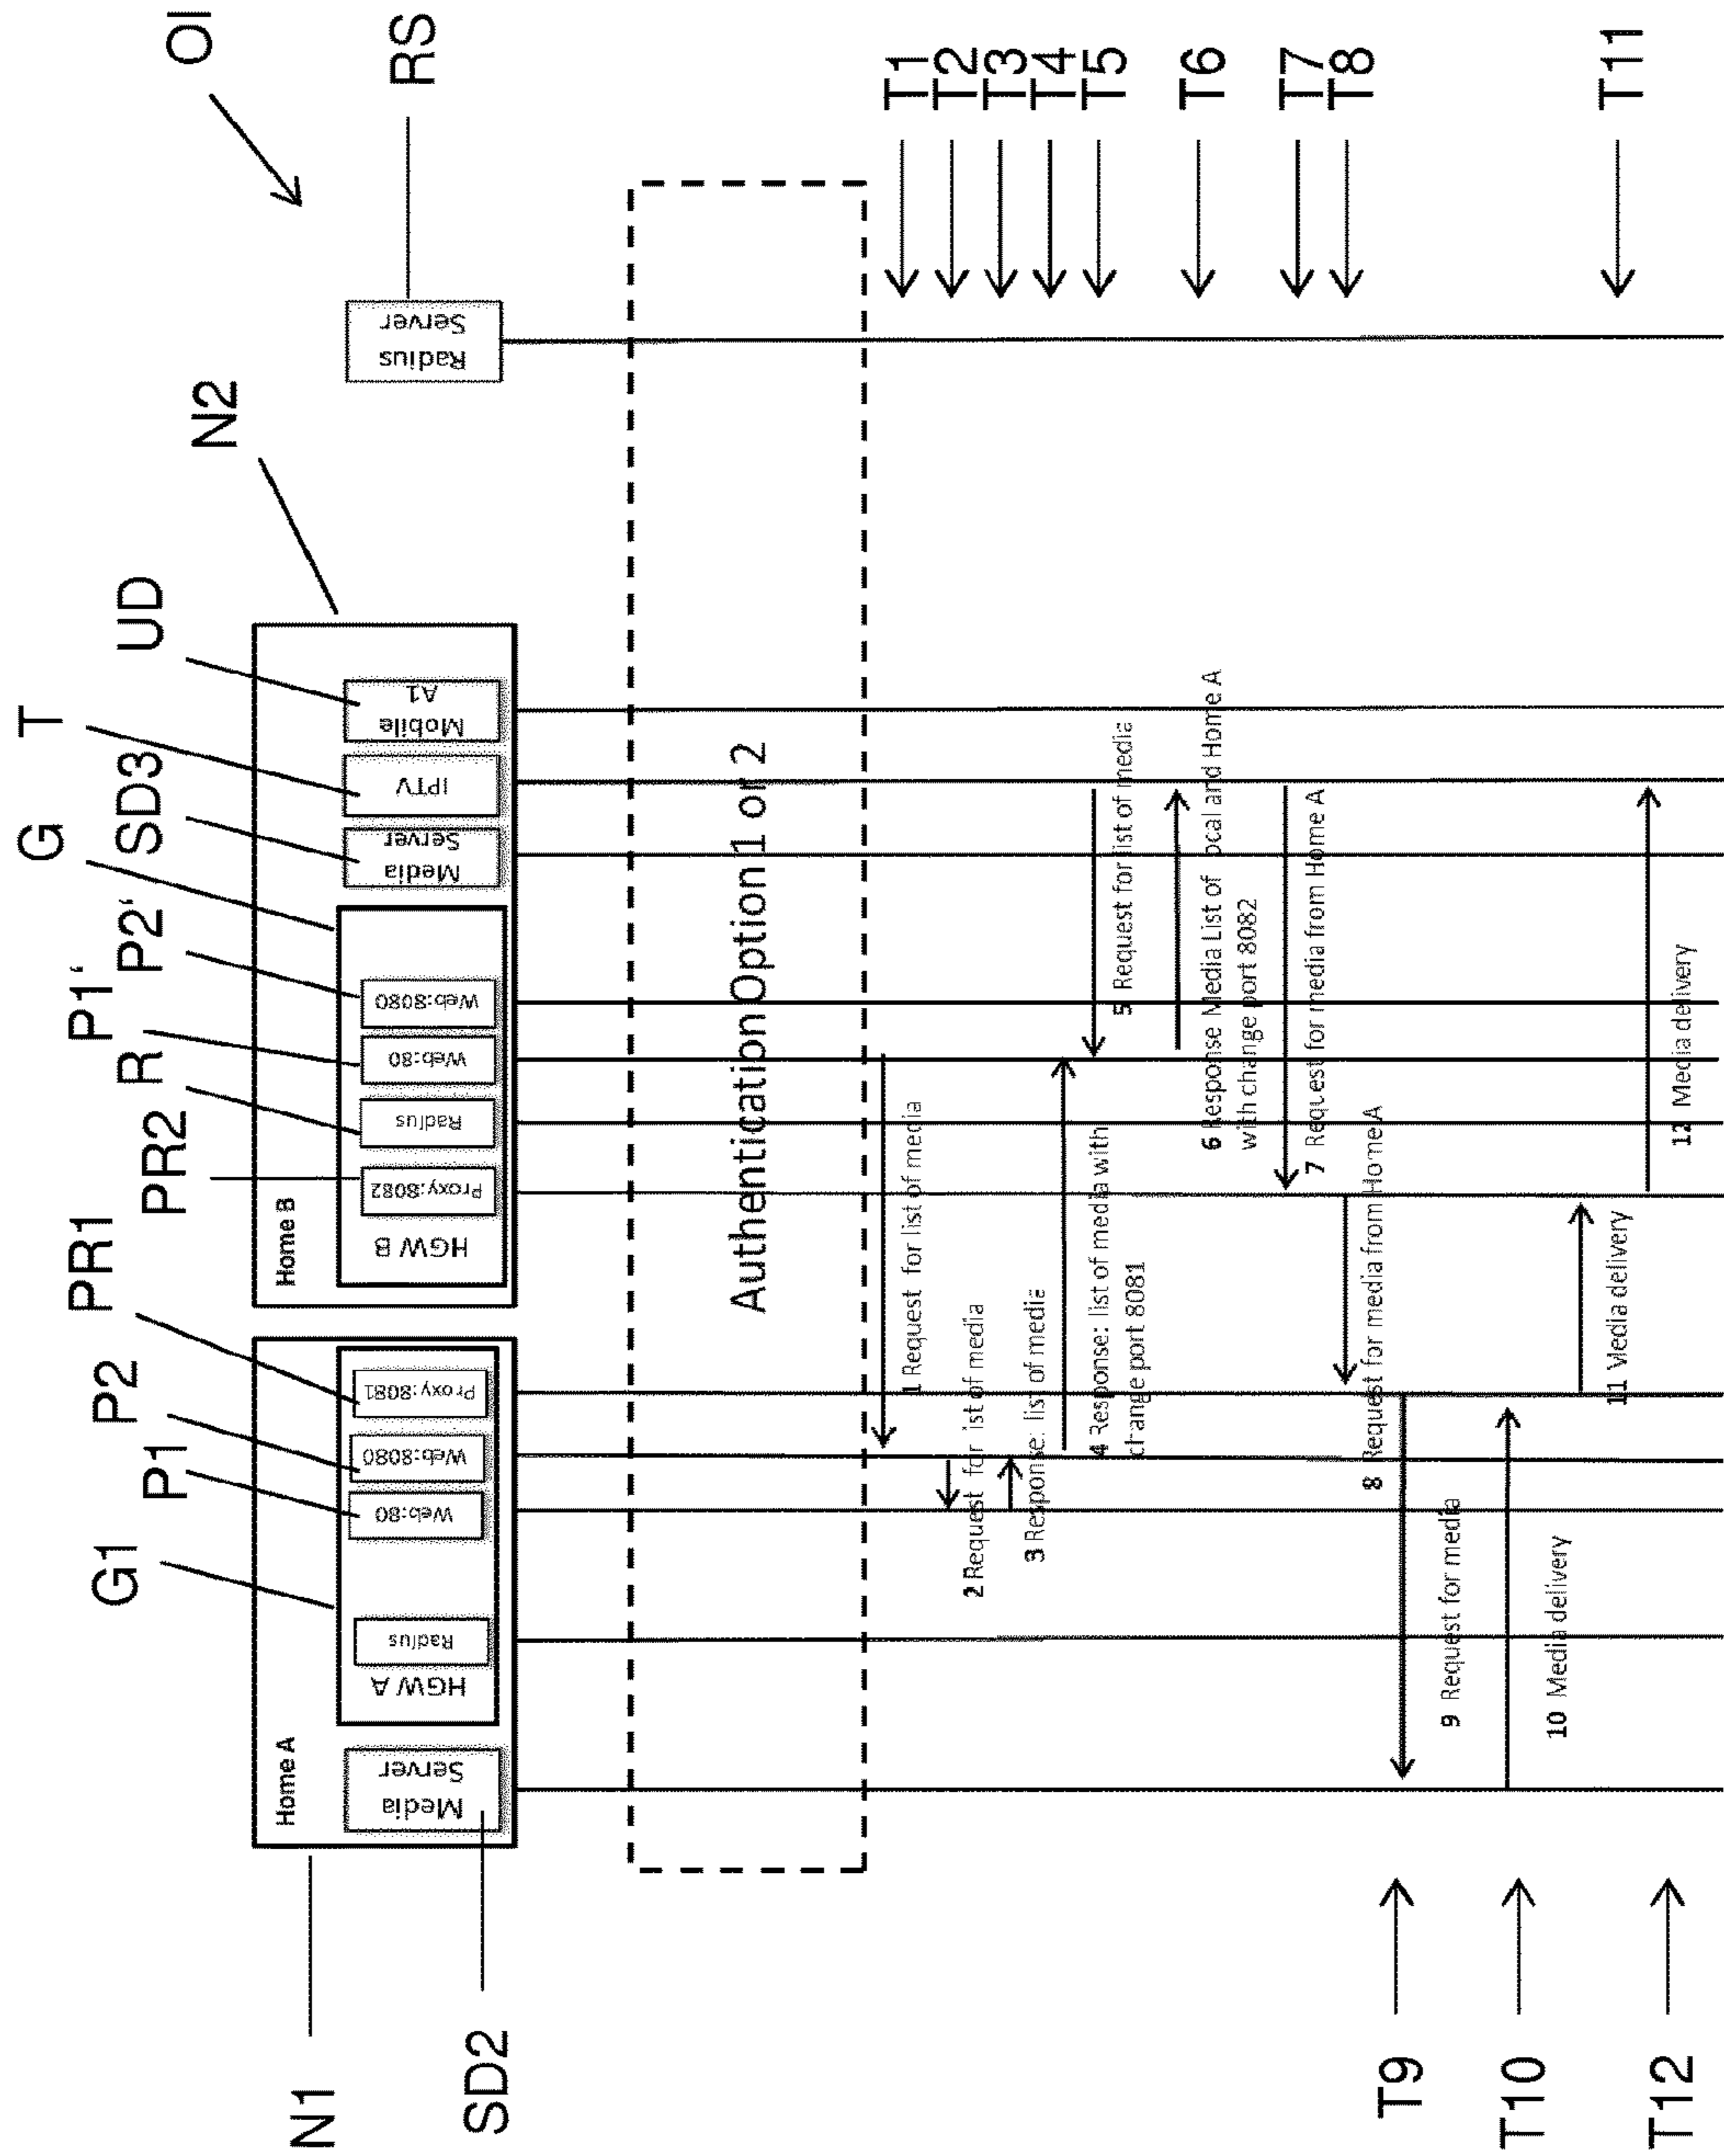 OI
RS
N2
UD
T
SD3
G
P2'
P1'
R
PR2
PR1
P2
P1
G1
N1
SD2
Home A
Media
Server
HGW A
Radius
Web:80
Web:8080
Proxy:8081
Home B
HGW B
Proxy:8082
Radius
Web:80
Web:8080
Media
Server
IPTV
Mobile
A1
Radius
Server
Authentication Option 1 or 2
1 Request for list of media
2 Request for list of media
3 Response: list of media
4 Response: list of media with
change port 8081
5 Request for list of media
6 Response Media List of Local and Home A
with change port 8082
7 Request for media from Home A
8 Request for media from Home A
9 Request for media
10 Media delivery
11 Media delivery
12 Media delivery
T1
T2
T3
T4
T5
T6
T7
T8
T11
T9
T10
T12